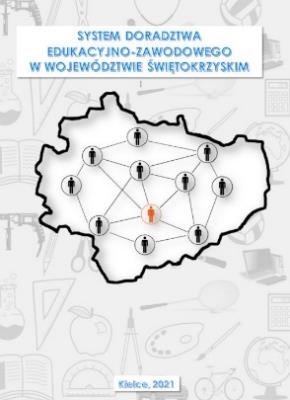 SYSTEM DORADZTWA
EDUKACYJNO-ZAWODOWEGO
W WOJEWÓDZTWIE ŚWIĘTOKRZYSKIM
Kielce, 2021